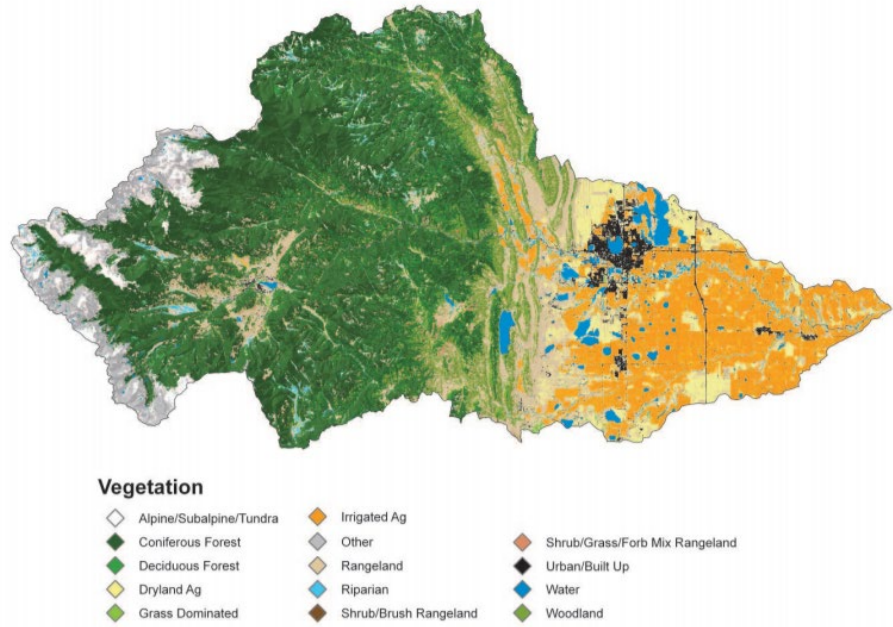 Vegetation
Alpine/Subalpine/Tundra
Coniferous Forest
Deciduous Forest
Dryland Ag
Grass Dominated
Irrigated Ag
Other
Rangeland
Riparian
Shrub/Brush Rangeland
Shrub/Grass/Forb Mix Rangeland
Urban/Built Up
Water
Woodland